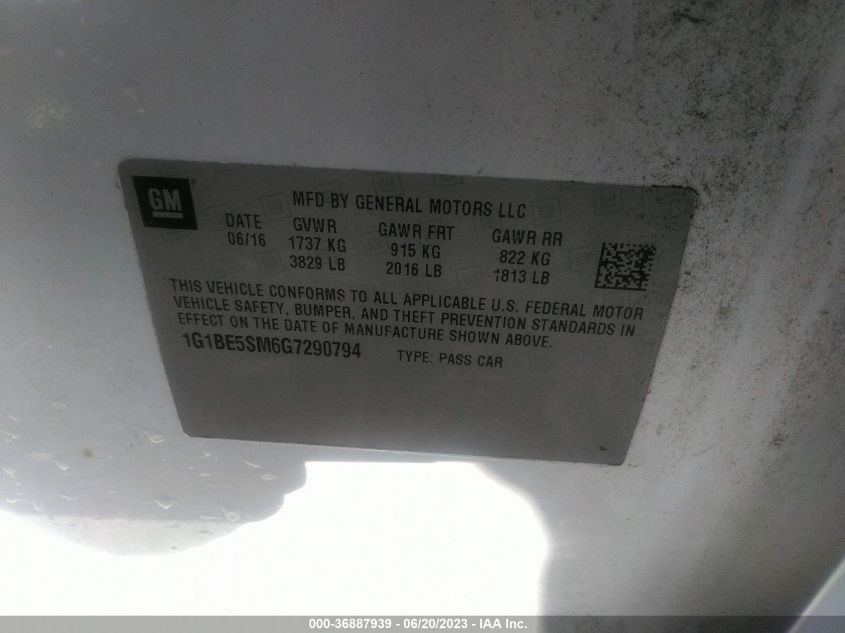 GM
MFD BY GENERAL MOTORS LLC
DATE GVWR GAWR FRT GAWR RR
06/16 1737 KG 915 KG 822 KG
3829 LB 2016 LB 1813 LB
THIS VEHICLE CONFORMS TO ALL APPLICABLE U.S. FEDERAL MOTOR
VEHICLE SAFETY, BUMPER, AND THEFT PREVENTION STANDARDS IN
EFFECT ON THE DATE OF MANUFACTURE SHOWN ABOVE.
1G1BE5SM6G7290794 TYPE: PASS CAR
000-36887939 - 06/20/2023 - IAA Inc.